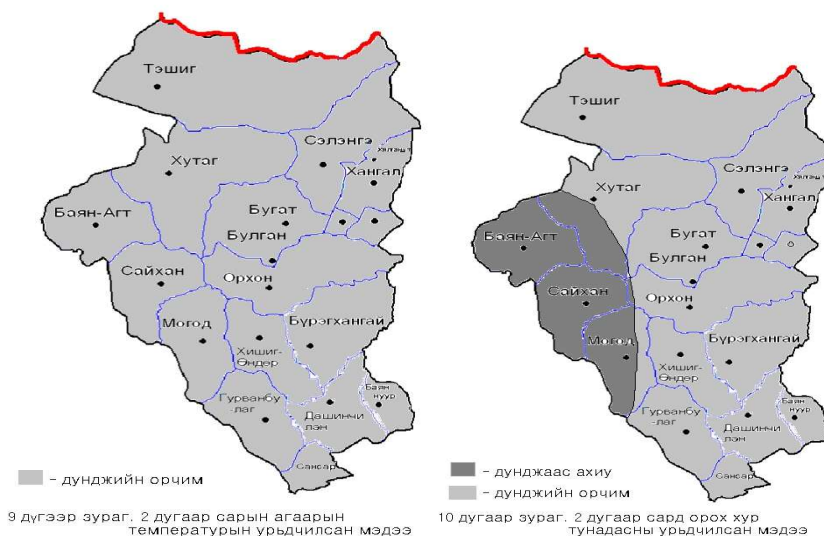 Тэшиг
Сэлэнгэ
Хутаг
Хангал
Баян-Агт
Бугат
Булган
Сайхан
Орхон
Могод
Бүрэгхангай
Хишиг-
Өндер
Гурванбу
-лаг
Баян
нуур
Дашинчи
лэн
Сансар
- дунджийн орчим
9 дүгээр зураг. 2 дугаар сарын агаарын
температурын урьдчилсан мэдээ
Тэшиг
Сэлэнгэ
Хутаг
Хангал
Баян-Агт
Бугат
Булган
Сайхан
Орхон
Могод
Бүрэгхангай
Хишиг-
Өндер
Гурванбу
-лаг
Баян
нуур
Дашинчи
лэн
Сансар
- дунджаас ахиу
- дунджийн орчим
10 дугаар зураг. 2 дугаар сард орох хур
тунадасны урьдчилсан мэдээ